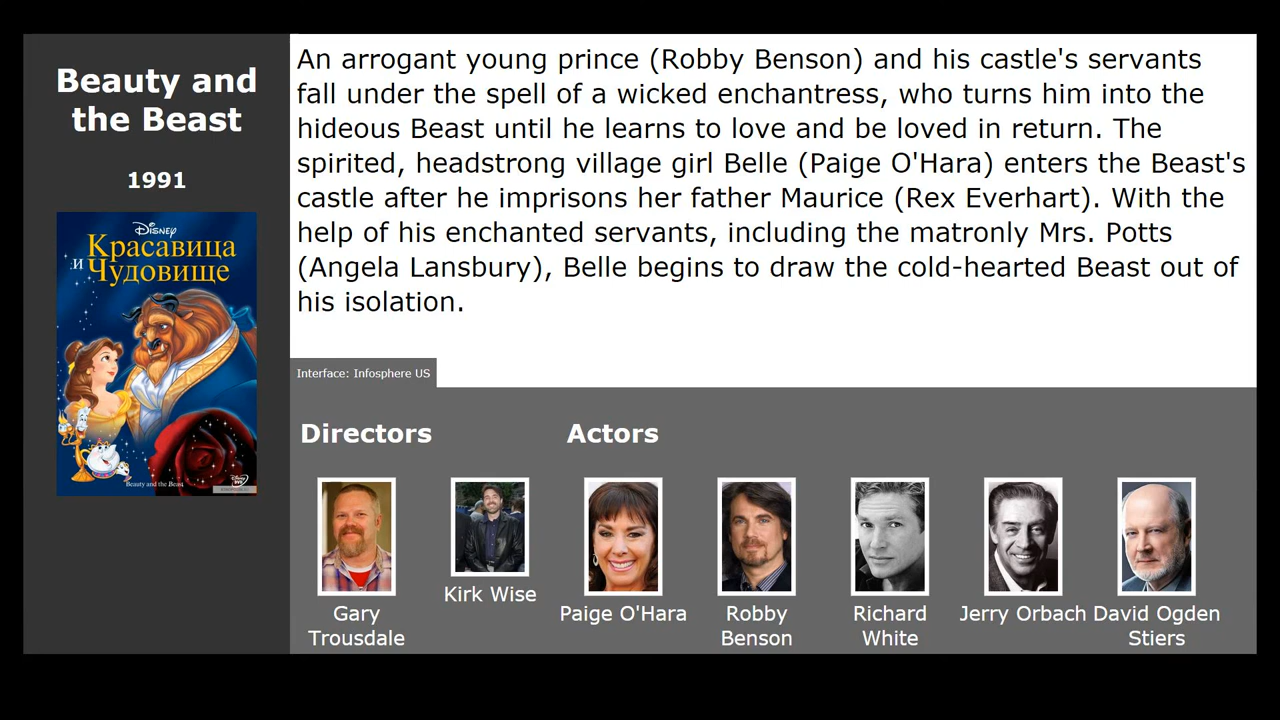 Beauty and
the Beast
1991
DISNEY
Красавица
и Чудовище
Beauty and the Beast
An arrogant young prince (Robby Benson) and his castle's servants
fall under the spell of a wicked enchantress, who turns him into the
hideous Beast until he learns to love and be loved in return. The
spirited, headstrong village girl Belle (Paige O'Hara) enters the Beast's
castle after he imprisons her father Maurice (Rex Everhart). With the
help of his enchanted servants, including the matronly Mrs. Potts
(Angela Lansbury), Belle begins to draw the cold-hearted Beast out of
his isolation.
Interface: Infosphere US
Directors
Actors
Gary
Trousdale
Kirk Wise
Paige O'Hara
Robby
Benson
Richard
White
Jerry Orbach
David Ogden
Stiers